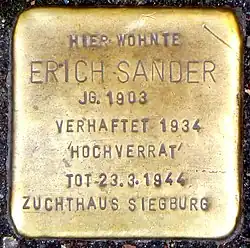 HIER WOHNTE
ERICH SANDER
JG. 1903
VERHAFTET 1934
'HOCHVERRAT'
TOT 23.3.1944
ZUCHTHAUS SIEGBURG